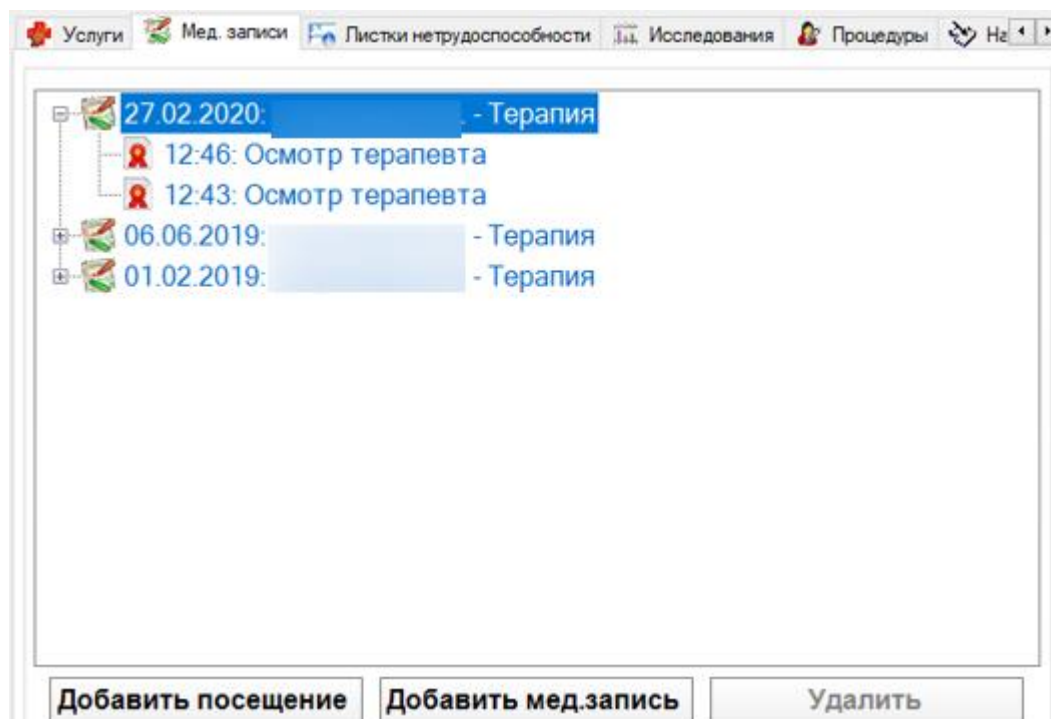 Услуги Мед. записи Листки нетрудоспособности Исследования Процедуры На
27.02.2020: . - Терапия
12:46: Осмотр терапевта
12:43: Осмотр терапевта
06.06.2019: - Терапия
01.02.2019: - Терапия
Добавить посещение Добавить мед.запись Удалить